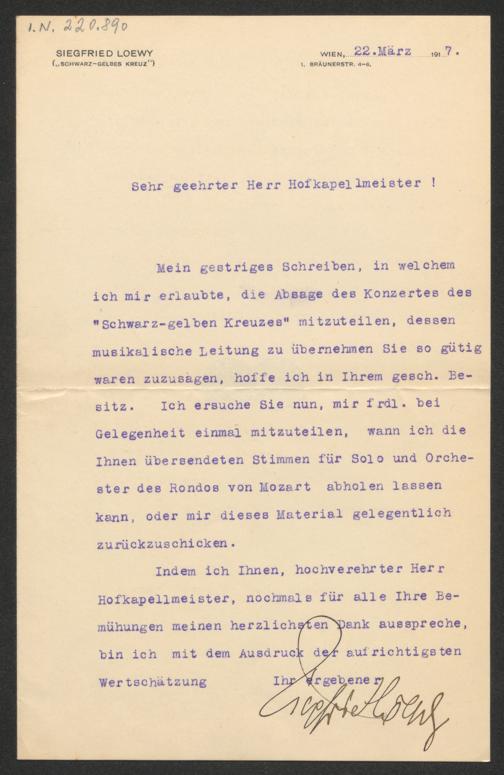 I.N. 220.890
SIEGFRIED LOEWY
(„SCHWARZ-GELBES KREUZ")
WIEN, 22.März 1917.
I. BRÄUNERSTR. 4-6.
Sehr geehrter Herr Hofkapellmeister !
Mein gestriges Schreiben, in welchem
ich mir erlaubte, die Absage des Konzertes des
"Schwarz-gelben Kreuzes" mitzuteilen, dessen
musikalische Leitung zu übernehmen Sie so gütig
waren zuzusagen, hoffe ich in Ihrem gesch. Be-
sitz. Ich ersuche Sie nun, mir frdl. bei
Gelegenheit einmal mitzuteilen, wann ich die
Ihnen übersendeten Stimmen für Solo und Orche-
ster des Rondos von Mozart abholen lassen
kann, oder mir dieses Material gelegentlich
zurückzuschicken.
Indem ich Ihnen, hochverehrter Herr
Hofkapellmeister, nochmals für alle Ihre Be-
mühungen meinen herzlichsten Dank ausspreche,
bin ich mit dem Ausdruck der aufrichtigsten
Wertschätzung Ihr ergebener
Siegfried Loewy